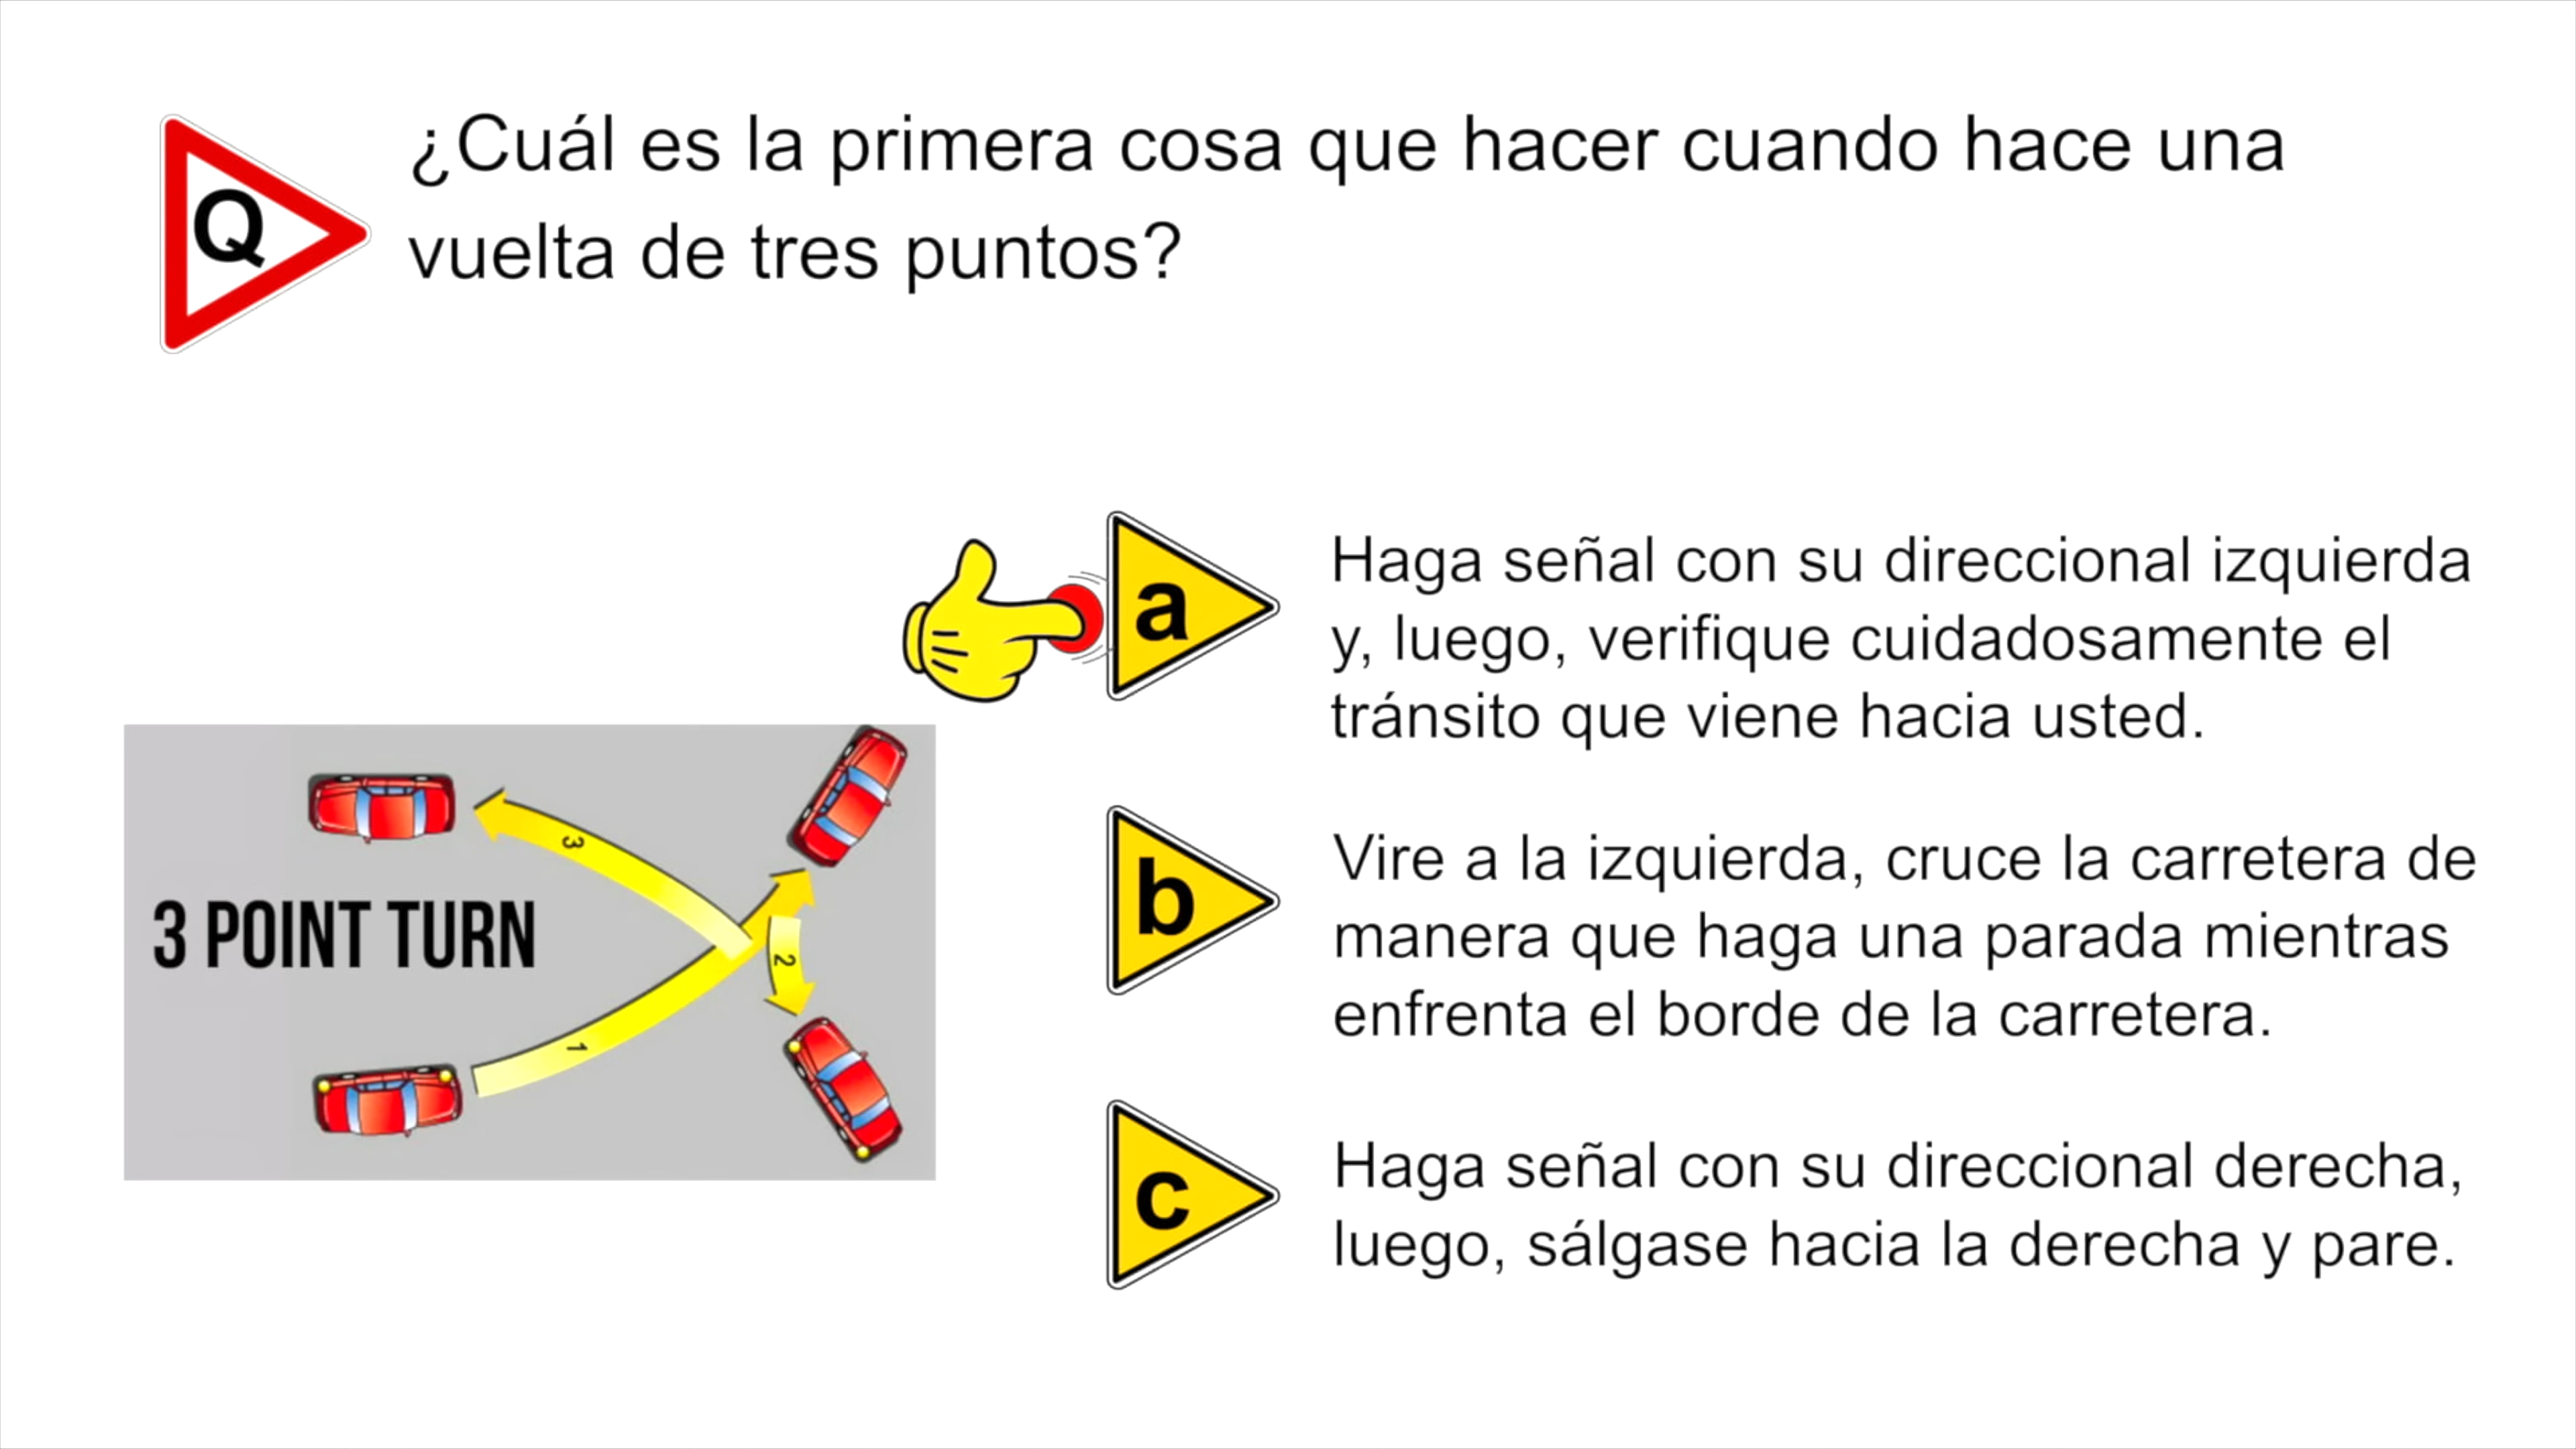 Q
¿Cuál es la primera cosa que hacer cuando hace una
vuelta de tres puntos?
a
Haga señal con su direccional izquierda
y, luego, verifique cuidadosamente el
tránsito que viene hacia usted.
3 POINT TURN
3
2
1
b
Vire a la izquierda, cruce la carretera de
manera que haga una parada mientras
enfrenta el borde de la carretera.
c
Haga señal con su direccional derecha,
luego, sálgase hacia la derecha y pare.